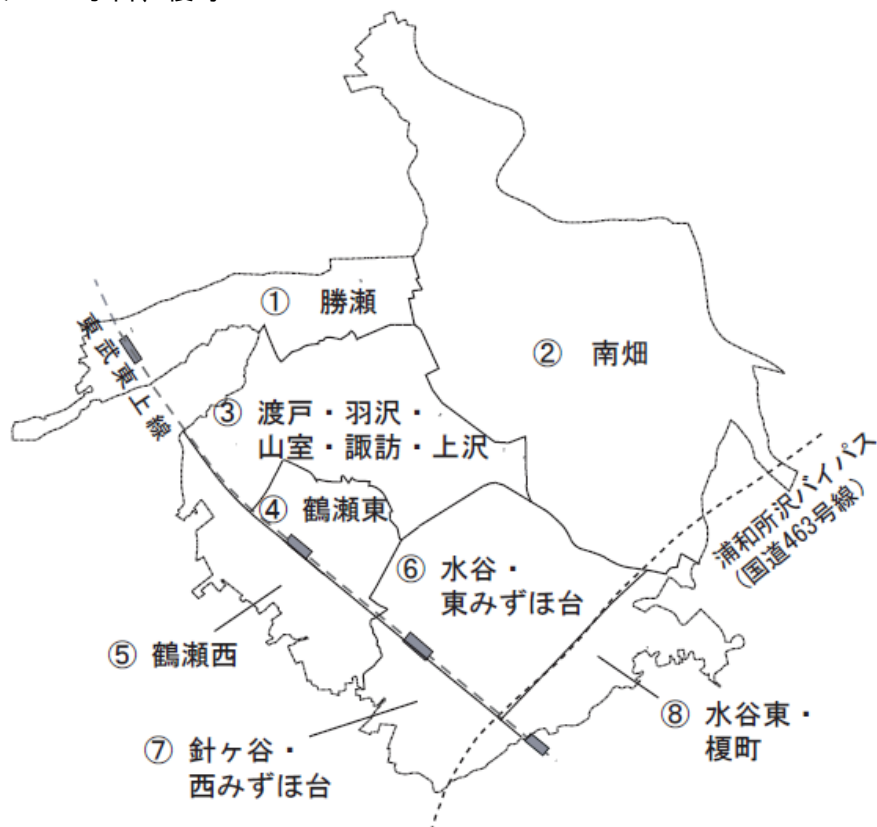 ① 勝瀬
東武東上線
② 南畑
③ 渡戸・羽沢・
山室・諏訪・上沢
④ 鶴瀬東
浦和所沢バイパス
（国道463号線）
⑥ 水谷・
東みずほ台
⑤ 鶴瀬西
⑧ 水谷東・
榎町
⑦ 針ヶ谷・
西みずほ台